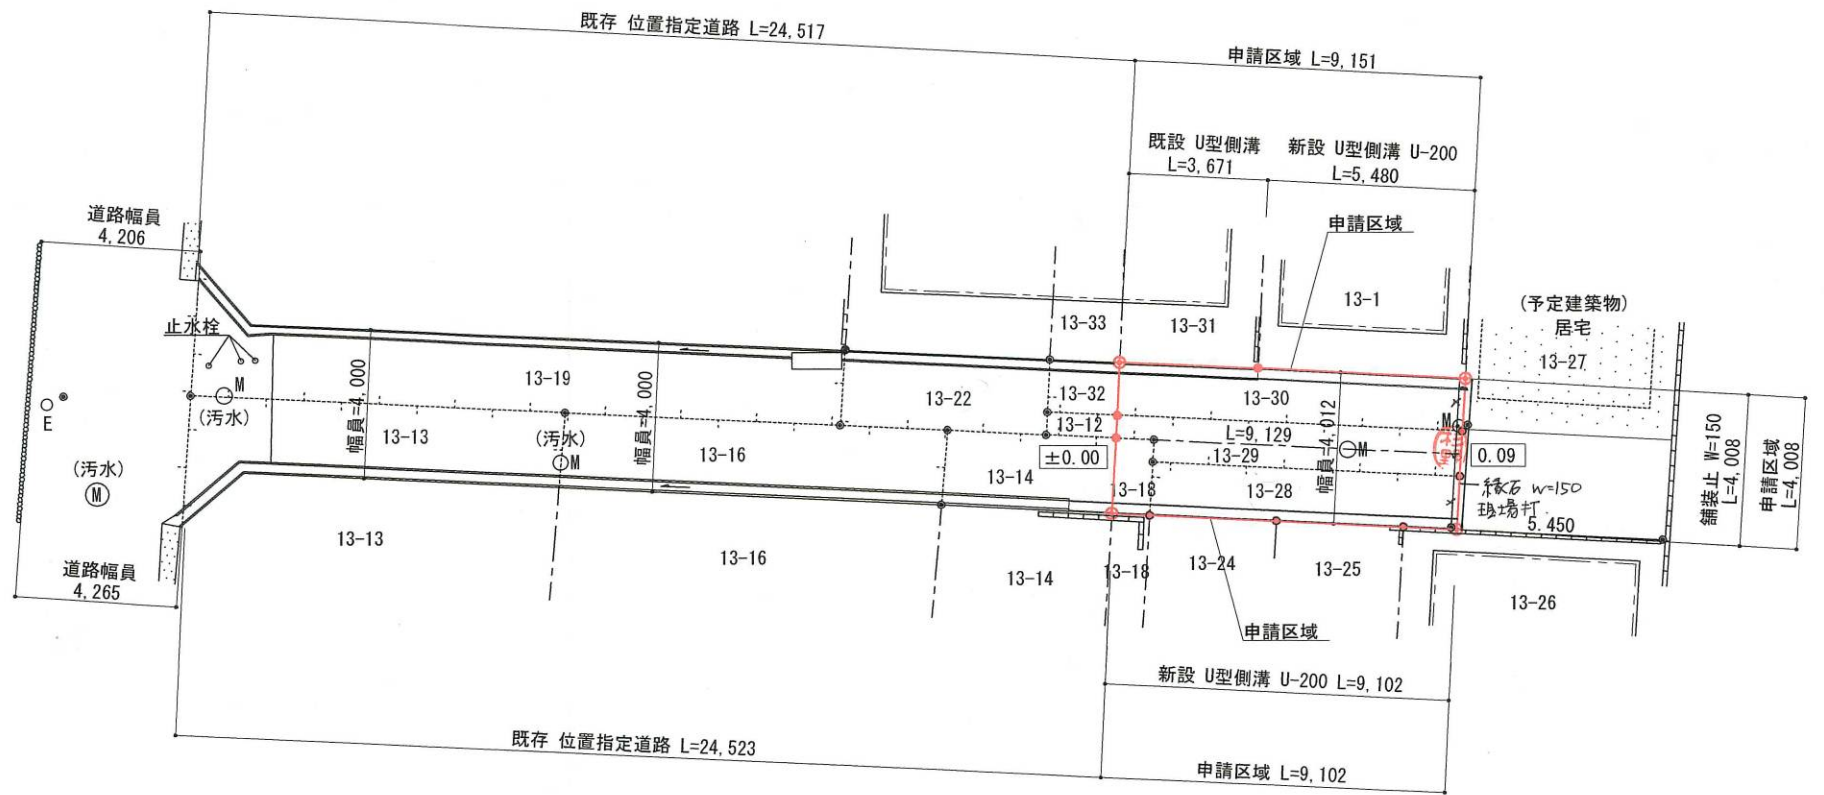 既存 位置指定道路 L=24,517
申請区域 L=9,151
既設 U型側溝
L=3,671
新設 U型側溝 U-200
L=5,480
道路幅員
4,206
申請区域
(予定建築物)
居宅
13-27
13-1
13-33
13-31
止水栓
M
(汚水)
E
(汚水)
M
幅員=4,000
13-19
幅員=4,000
13-22
13-32
13-30
13-12
13-13
(汚水)
M
13-16
±0.00
L=9,129
13-29
幅員=4,012
M
M
0.09
13-14
13-18
13-28
縁石 W=150
現場打
5.450
舗装止 W=150
L=4,008
申請区域
L=4,008
13-13
13-16
13-14
13-18
13-24
13-25
13-26
道路幅員
4,265
申請区域
新設 U型側溝 U-200 L=9,102
既存 位置指定道路 L=24,523
申請区域 L=9,102